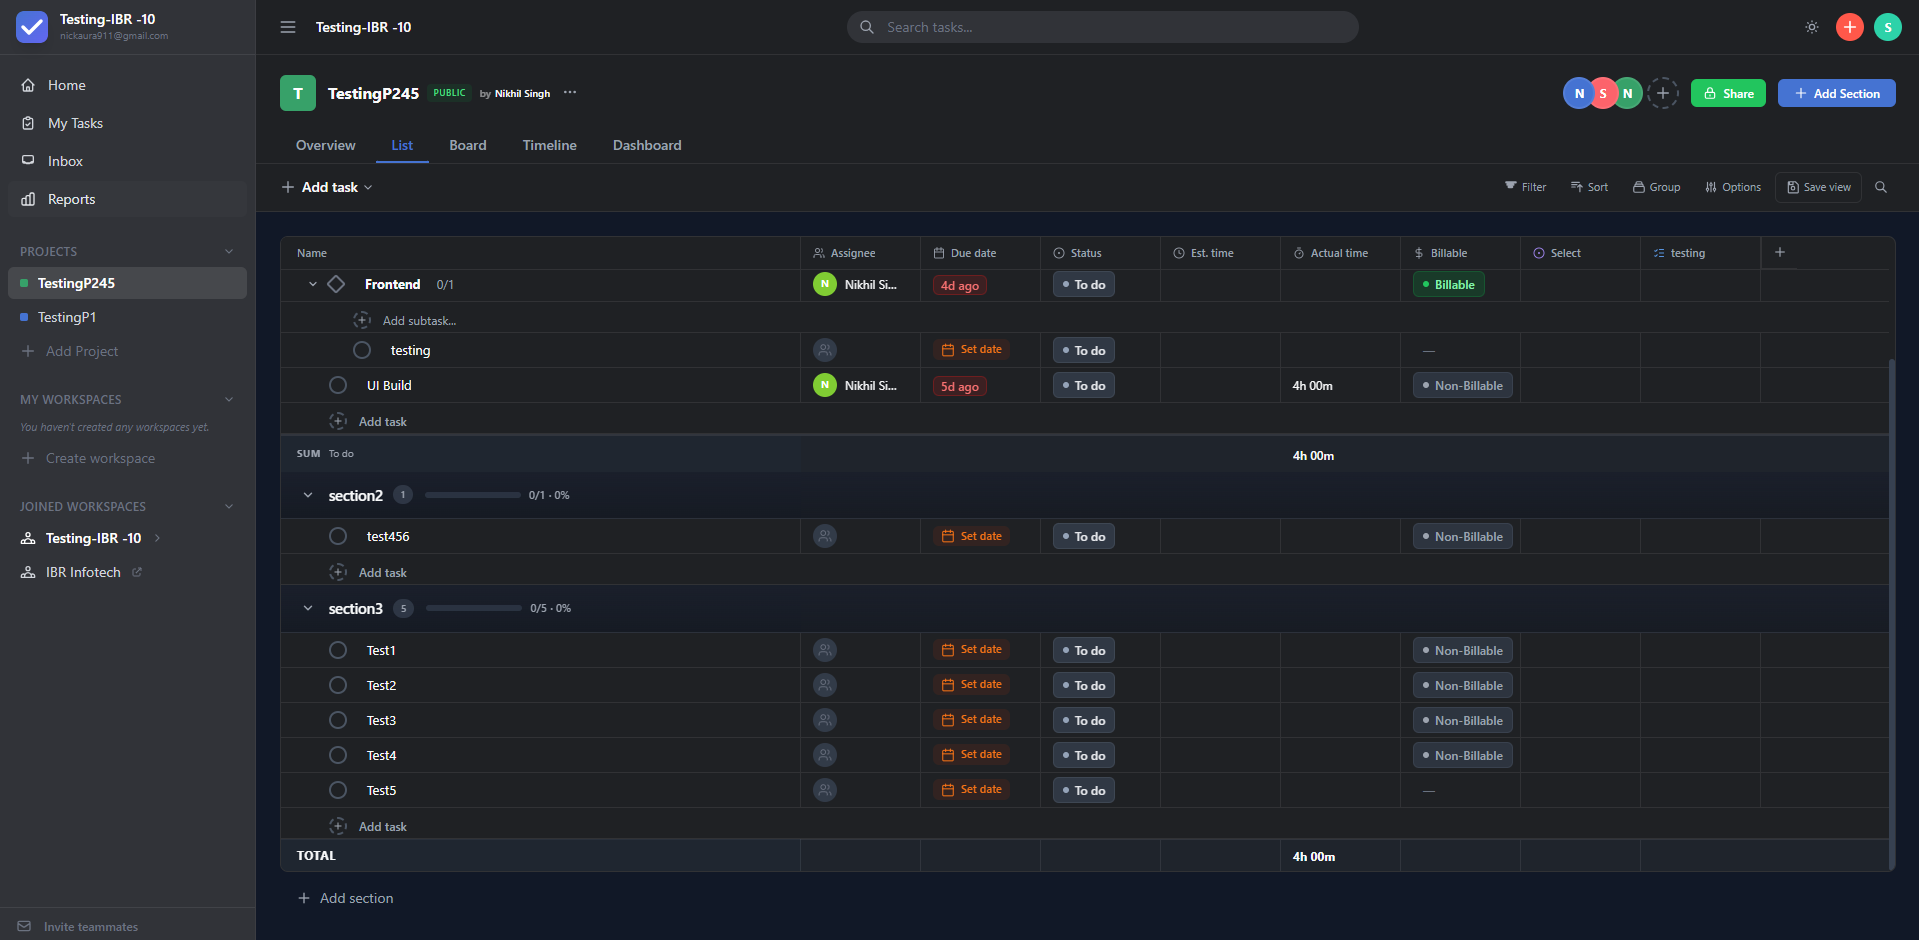 Testing-IBR -10
nickaura911@gmail.com
Home
My Tasks
Inbox
Reports
PROJECTS
TestingP245
TestingP1
Add Project
MY WORKSPACES
You haven't created any workspaces yet.
Create workspace
JOINED WORKSPACES
Testing-IBR -10
IBR Infotech
Invite teammates
Testing-IBR -10
Search tasks...
S
T TestingP245 PUBLIC by Nikhil Singh ...
N S N + Share + Add Section
Overview List Board Timeline Dashboard
+ Add task
Filter Sort Group Options Save view
Name Assignee Due date Status Est. time Actual time Billable Select testing +
Frontend 0/1 N Nikhil Si... 4d ago To do Billable
Add subtask...
testing Set date To do —
UI Build N Nikhil Si... 5d ago To do 4h 00m Non-Billable
Add task
SUM To do 4h 00m
section2 1 0/1 · 0%
test456 Set date To do Non-Billable
Add task
section3 5 0/5 · 0%
Test1 Set date To do Non-Billable
Test2 Set date To do Non-Billable
Test3 Set date To do Non-Billable
Test4 Set date To do Non-Billable
Test5 Set date To do —
Add task
TOTAL 4h 00m
+ Add section